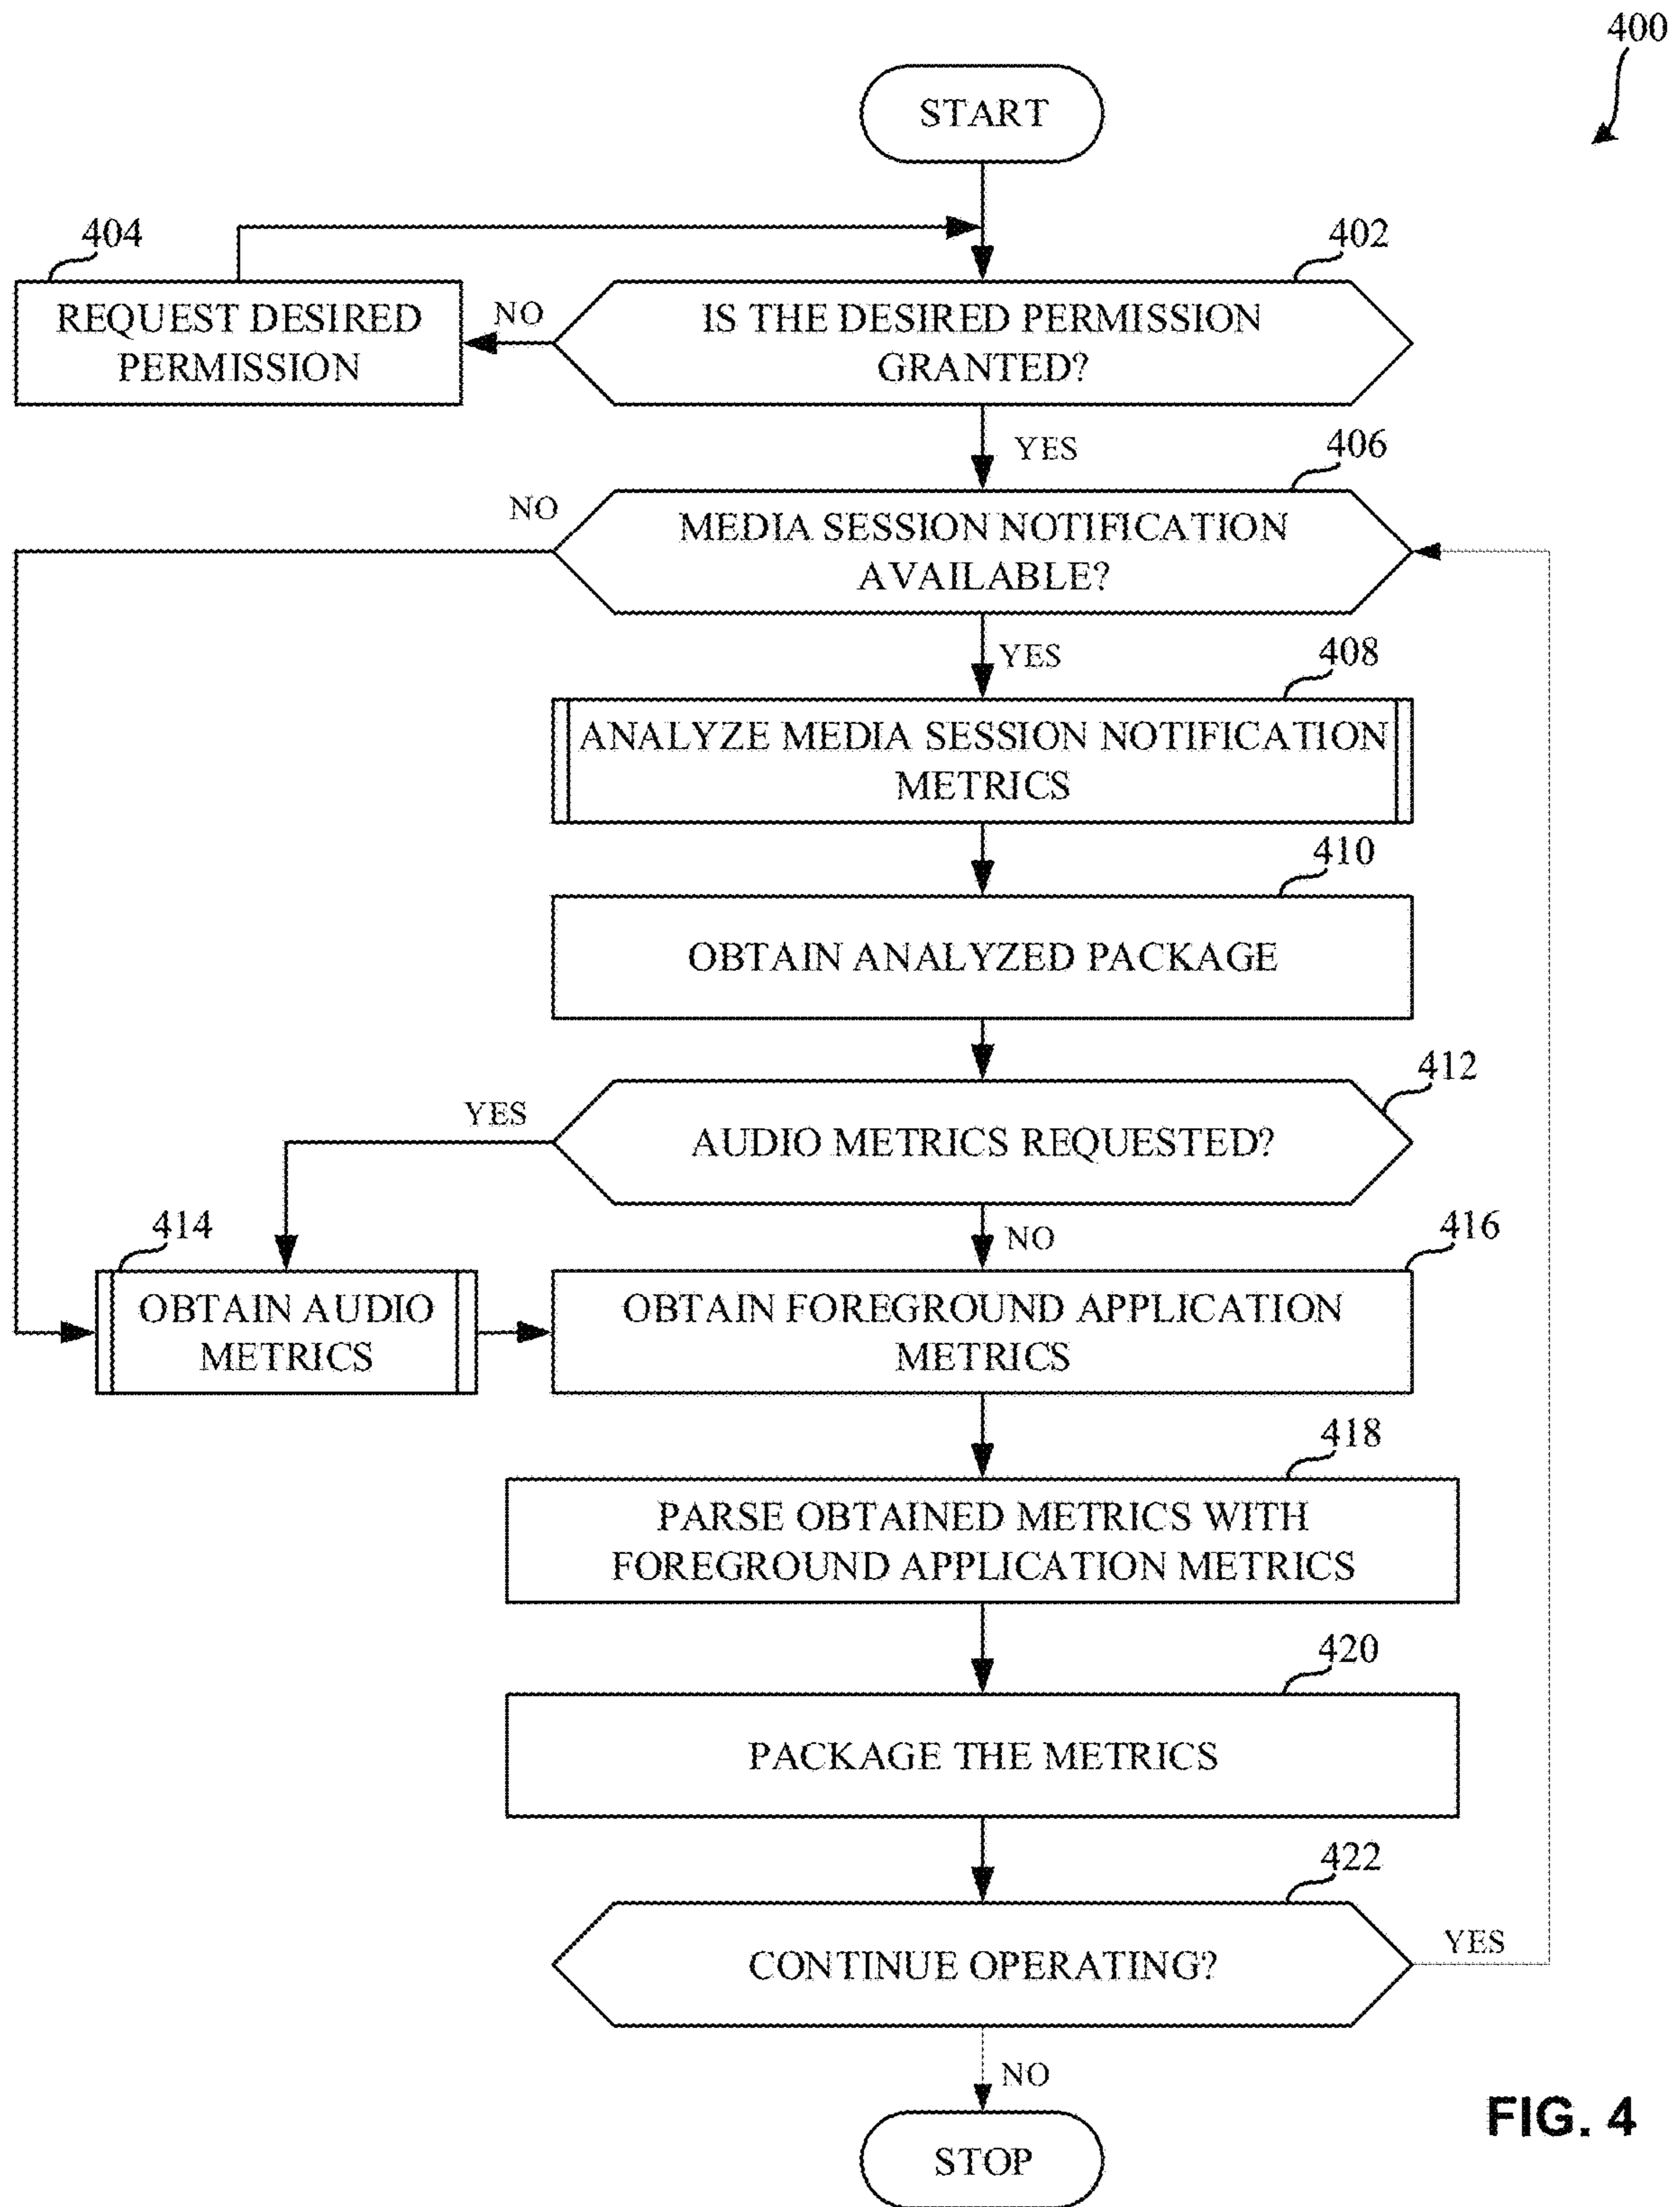 400
START
404
402
REQUEST DESIRED
PERMISSION
NO
IS THE DESIRED PERMISSION
GRANTED?
YES
406
NO
MEDIA SESSION NOTIFICATION
AVAILABLE?
YES
408
ANALYZE MEDIA SESSION NOTIFICATION
METRICS
410
OBTAIN ANALYZED PACKAGE
412
YES
AUDIO METRICS REQUESTED?
414
NO
416
OBTAIN AUDIO
METRICS
OBTAIN FOREGROUND APPLICATION
METRICS
418
PARSE OBTAINED METRICS WITH
FOREGROUND APPLICATION METRICS
420
PACKAGE THE METRICS
422
CONTINUE OPERATING?
YES
NO
STOP
FIG. 4